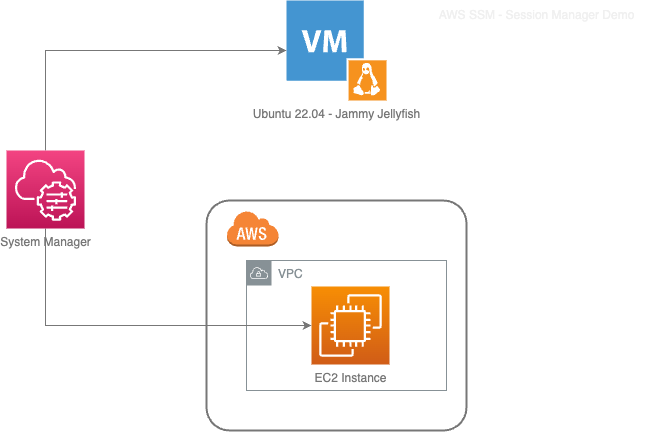 AWS SSM - Session Manager Demo
VM
Ubuntu 22.04 - Jammy Jellyfish
System Manager
AWS
VPC
EC2 Instance